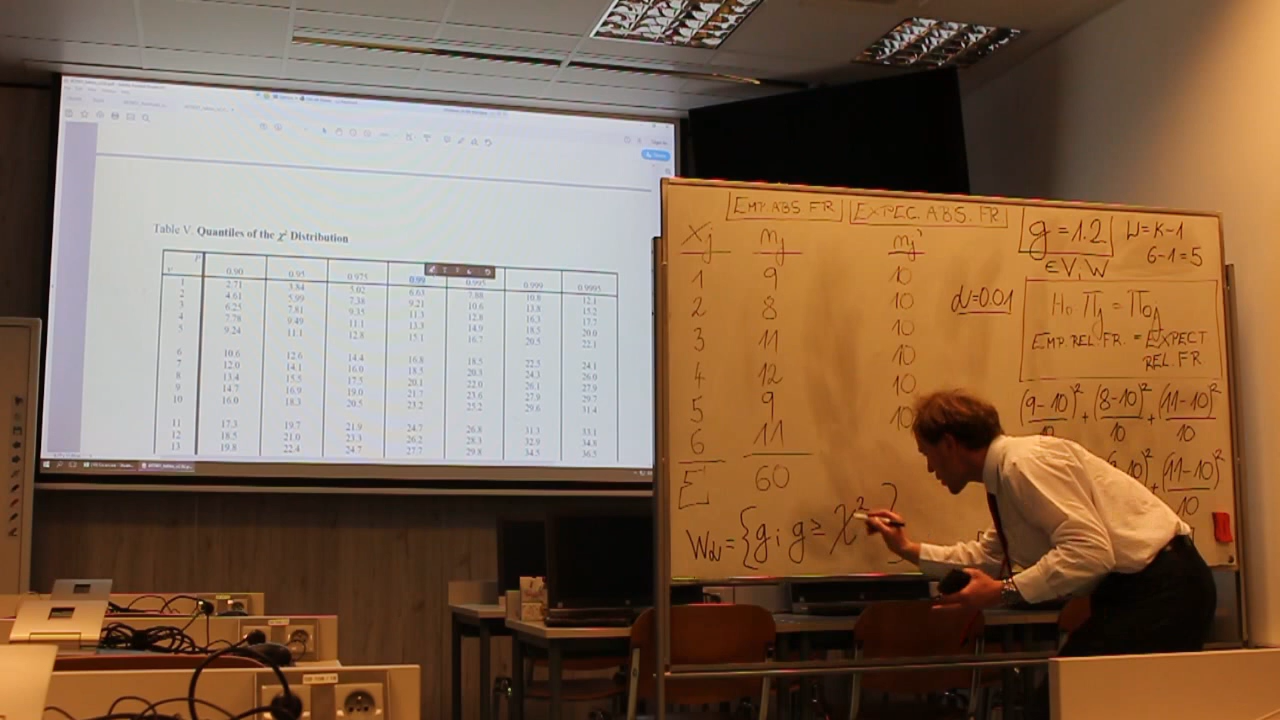 Table V. Quantiles of the χ² Distribution
P
ν 0.90 0.95 0.975 0.99 0.995 0.999 0.9995
1 2.71 3.84 5.02 6.63 7.88 10.8 12.1
2 4.61 5.99 7.38 9.21 10.6 13.8 15.2
3 6.25 7.81 9.35 11.3 12.8 16.3 17.7
4 7.78 9.49 11.1 13.3 14.9 18.5 20.0
5 9.24 11.1 12.8 15.1 16.7 20.5 22.1
6 10.6 12.6 14.4 16.8 18.5 22.5 24.1
7 12.0 14.1 16.0 18.5 20.3 24.3 26.0
8 13.4 15.5 17.5 20.1 22.0 26.1 27.9
9 14.7 16.9 19.0 21.7 23.6 27.9 29.7
10 16.0 18.3 20.5 23.2 25.2 29.6 31.4
11 17.3 19.7 21.9 24.7 26.8 31.3 33.1
12 18.5 21.0 23.3 26.2 28.3 32.9 34.8
13 19.8 22.4 24.7 27.7 29.8 34.5 36.5
EMP. ABS. FR EXPEC. ABS. FR.
xj nj nj'
1 9 10
2 8 10
3 11 10
4 12 10
5 9 10
6 11 10
Σ 60
Wα = {g; g ≥ χ² }
g = 1.2
∈ V; W
ν = K-1
6-1=5
α=0.01
H₀ πj = π₀j
EMP. REL. FR. = EXPECT.
REL. FR.
(9-10)²/10 + (8-10)²/10 + (11-10)²/10
10)² + (11-10)²/10